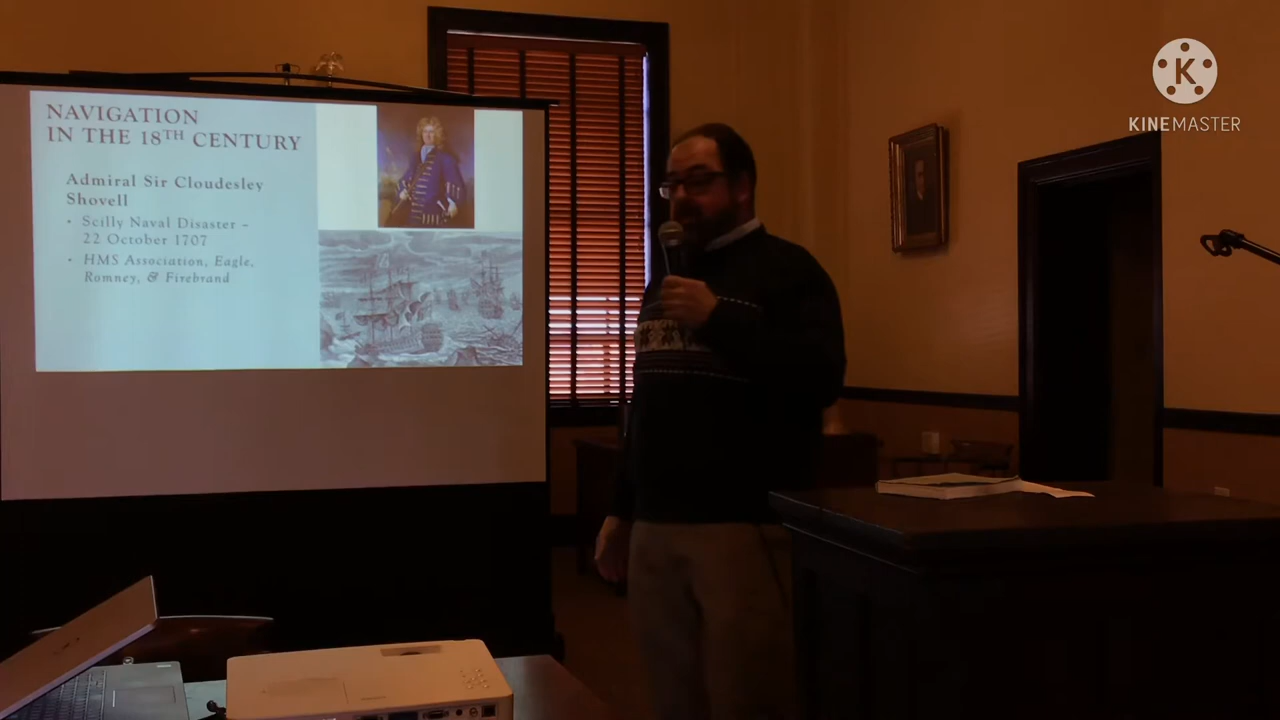 NAVIGATION
IN THE 18TH CENTURY
Admiral Sir Cloudesley
Shovell
• Scilly Naval Disaster –
22 October 1707
• HMS Association, Eagle,
Romney, & Firebrand
K
KINEMASTER